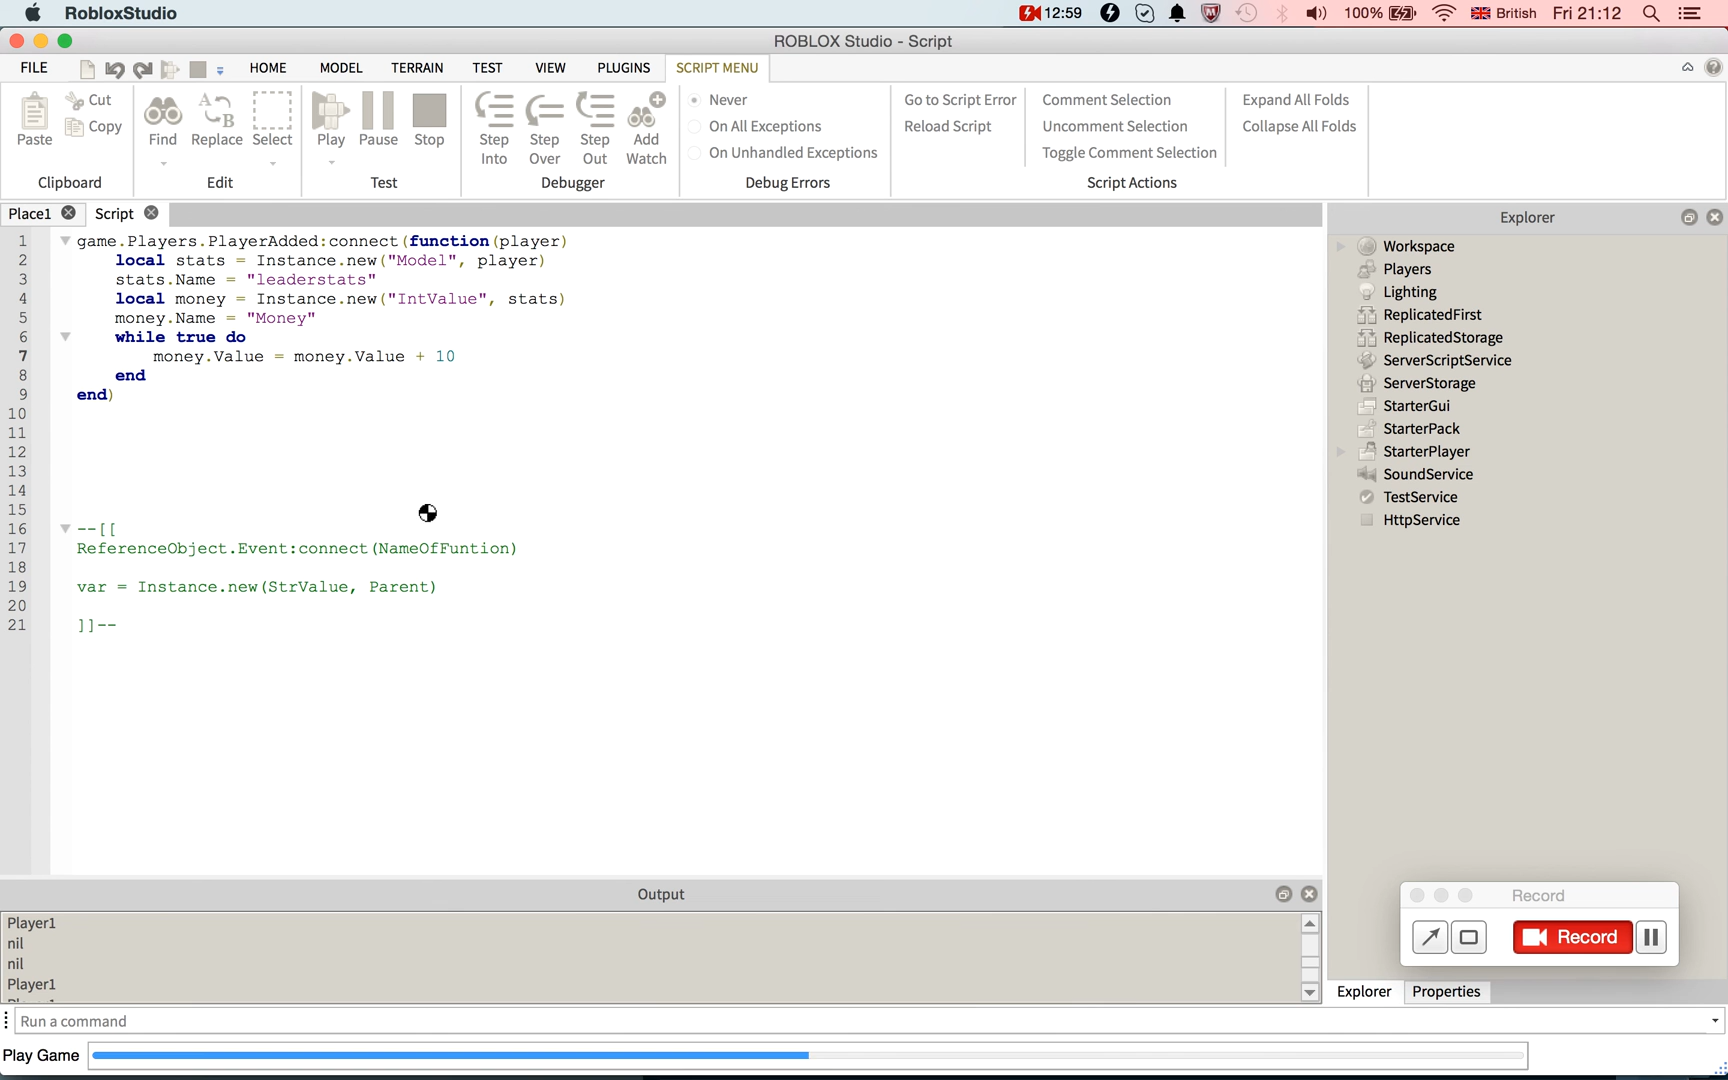 RobloxStudio 12:59 100% British Fri 21:12
ROBLOX Studio - Script
FILE HOME MODEL TERRAIN TEST VIEW PLUGINS SCRIPT MENU
Paste Cut Copy Find Replace Select Play Pause Stop Step Into Step Over Step Out Add Watch
Never
On All Exceptions
On Unhandled Exceptions
Go to Script Error
Reload Script
Comment Selection
Uncomment Selection
Toggle Comment Selection
Expand All Folds
Collapse All Folds
Clipboard Edit Test Debugger Debug Errors Script Actions
Place1 Script
1 game.Players.PlayerAdded:connect(function(player)
2 local stats = Instance.new("Model", player)
3 stats.Name = "leaderstats"
4 local money = Instance.new("IntValue", stats)
5 money.Name = "Money"
6 while true do
7 money.Value = money.Value + 10
8 end
9 end)
10
11
12
13
14
15
16 --[[
17 ReferenceObject.Event:connect(NameOfFuntion)
18
19 var = Instance.new(StrValue, Parent)
20
21 ]]--
Explorer
Workspace
Players
Lighting
ReplicatedFirst
ReplicatedStorage
ServerScriptService
ServerStorage
StarterGui
StarterPack
StarterPlayer
SoundService
TestService
HttpService
Output
Player1
nil
nil
Player1
Record
Record
Explorer Properties
Run a command
Play Game